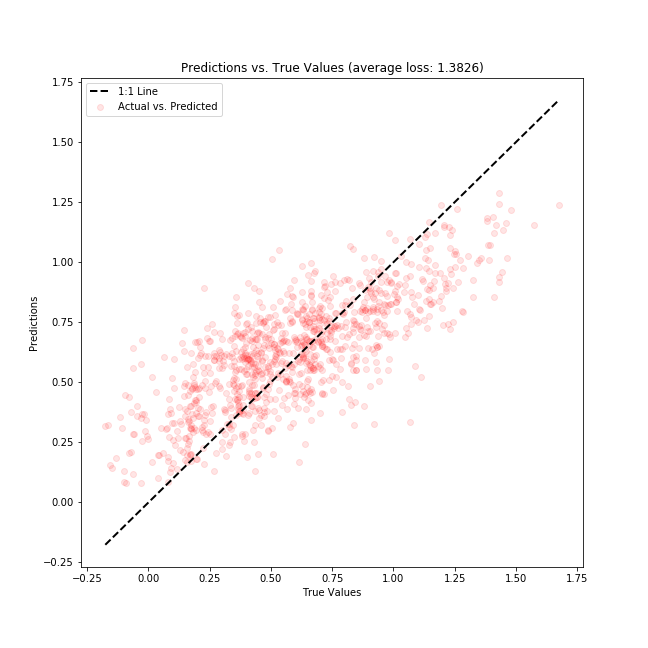 Predictions vs. True Values (average loss: 1.3826)
1.75
1:1 Line
Actual vs. Predicted
1.50
1.25
1.00
0.75
0.50
0.25
0.00
−0.25
Predictions
−0.25 0.00 0.25 0.50 0.75 1.00 1.25 1.50 1.75
True Values